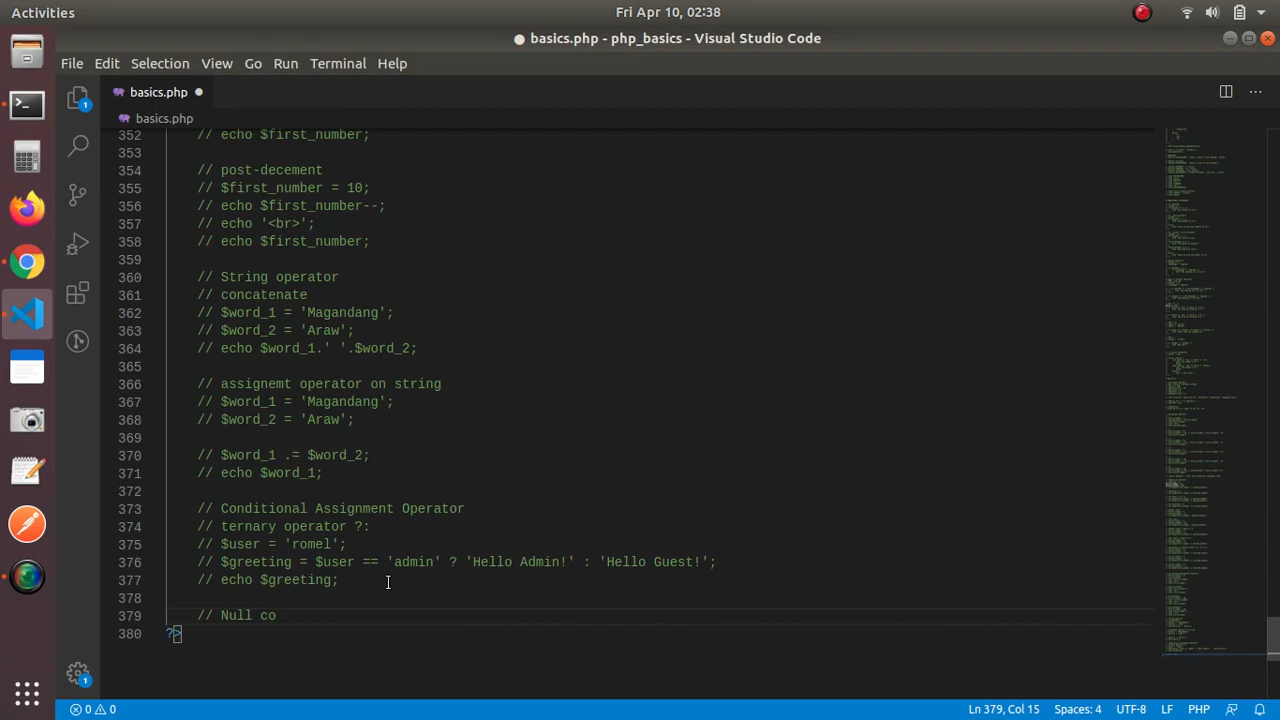 Activities
Fri Apr 10, 02:38
● basics.php - php_basics - Visual Studio Code
File Edit Selection View Go Run Terminal Help
basics.php
basics.php
352 // echo $first_number;
353
354 // post-decement
355 // $first_number = 10;
356 // echo $first_number--;
357 // echo '<br>';
358 // echo $first_number;
359
360 // String operator
361 // concatenate
362 // $word_1 = 'Magandang';
363 // $word_2 = 'Araw';
364 // echo $word_1.' '.$word_2;
365
366 // assignemt operator on string
367 // $word_1 = 'Magandang';
368 // $word_2 = 'Araw';
369
370 // $word_1 .= $word_2;
371 // echo $word_1;
372
373 // Conditional Assignment Operator
374 // ternary operator ?:
375 // $user = 'romel';
376 // $greeting = $user == 'admin' ? 'Hello Admin!' : 'Hello Guest!';
377 // echo $greeting;
378
379 // Null co
380 ?>
1
1
0 0 Ln 379, Col 15 Spaces: 4 UTF-8 LF PHP